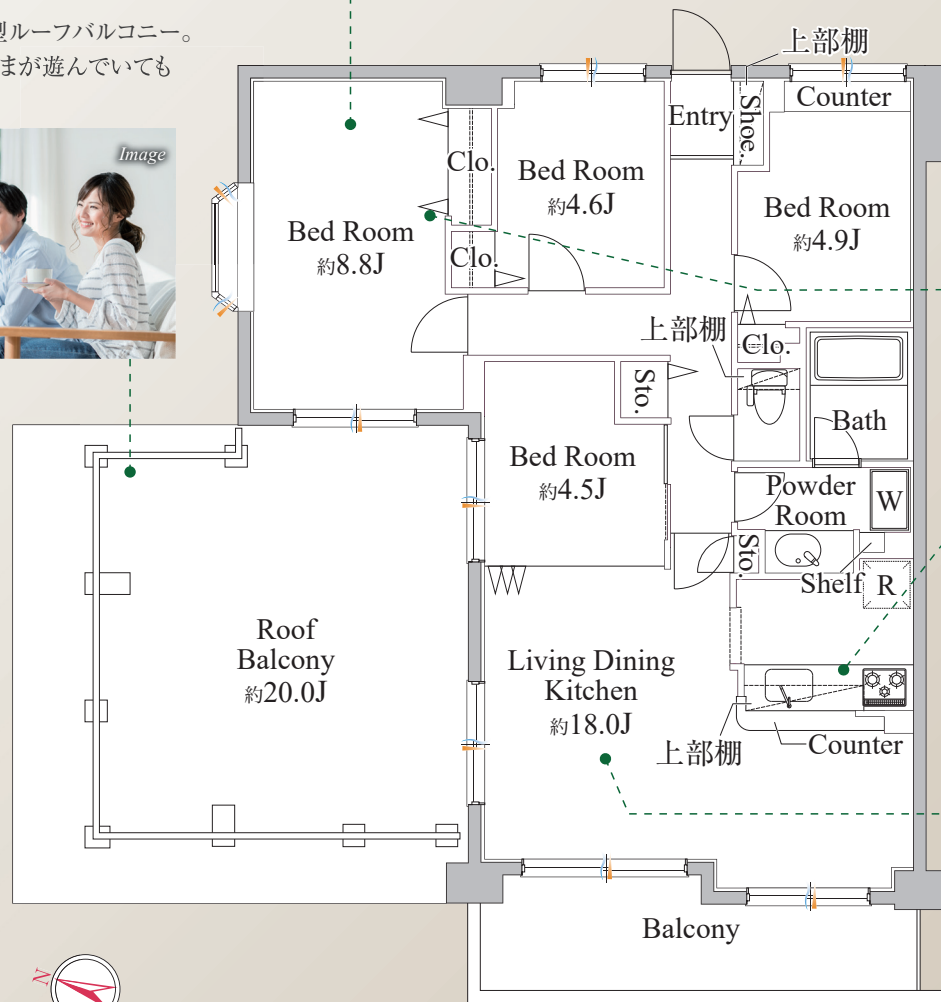 型ルーフバルコニー。
まが遊んでいても
Image
上部棚
Entry
Shoe.
Counter
Clo.
Bed Room
約4.6J
Bed Room
約4.9J
Bed Room
約8.8J
Clo.
上部棚
Clo.
Sto.
Bath
Bed Room
約4.5J
Powder
Room
W
Sto.
Shelf
R
Roof
Balcony
約20.0J
Living Dining
Kitchen
約18.0J
上部棚
Counter
Balcony
N